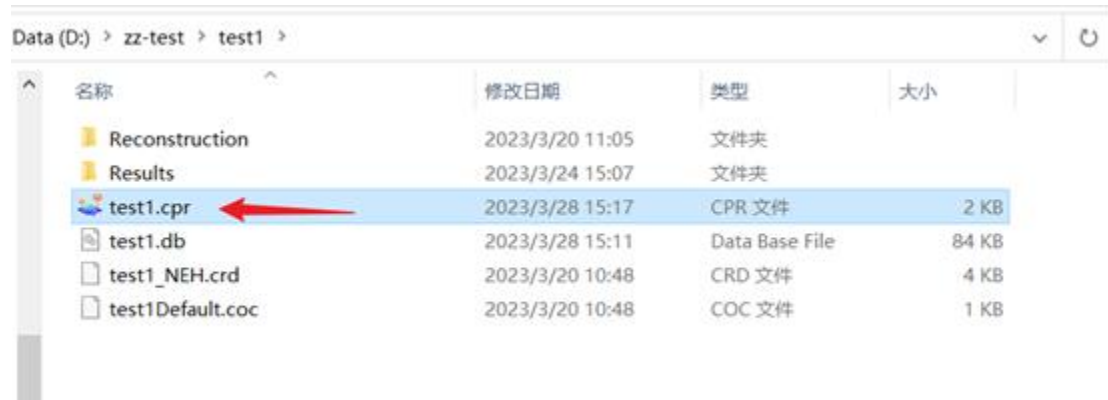 Data (D:) > zz-test > test1 >
名称 修改日期 类型 大小
Reconstruction 2023/3/20 11:05 文件夹
Results 2023/3/24 15:07 文件夹
test1.cpr 2023/3/28 15:17 CPR 文件 2 KB
test1.db 2023/3/28 15:11 Data Base File 84 KB
test1_NEH.crd 2023/3/20 10:48 CRD 文件 4 KB
test1Default.coc 2023/3/20 10:48 COC 文件 1 KB